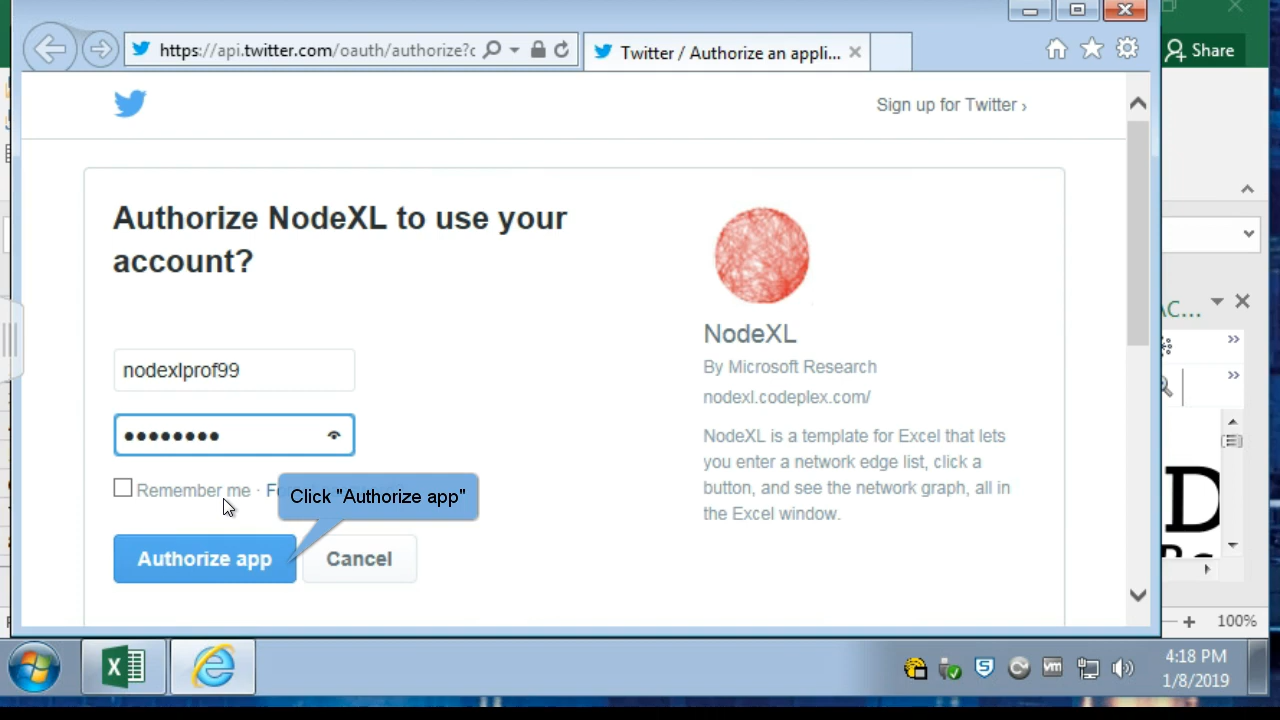 https://api.twitter.com/oauth/authorize?c
Twitter / Authorize an appli...
Share
Sign up for Twitter ›
Authorize NodeXL to use your
account?
nodexlprof99
Remember me ·
Click "Authorize app"
Authorize app
Cancel
NodeXL
By Microsoft Research
nodexl.codeplex.com/
NodeXL is a template for Excel that lets
you enter a network edge list, click a
button, and see the network graph, all in
the Excel window.
100%
4:18 PM
1/8/2019